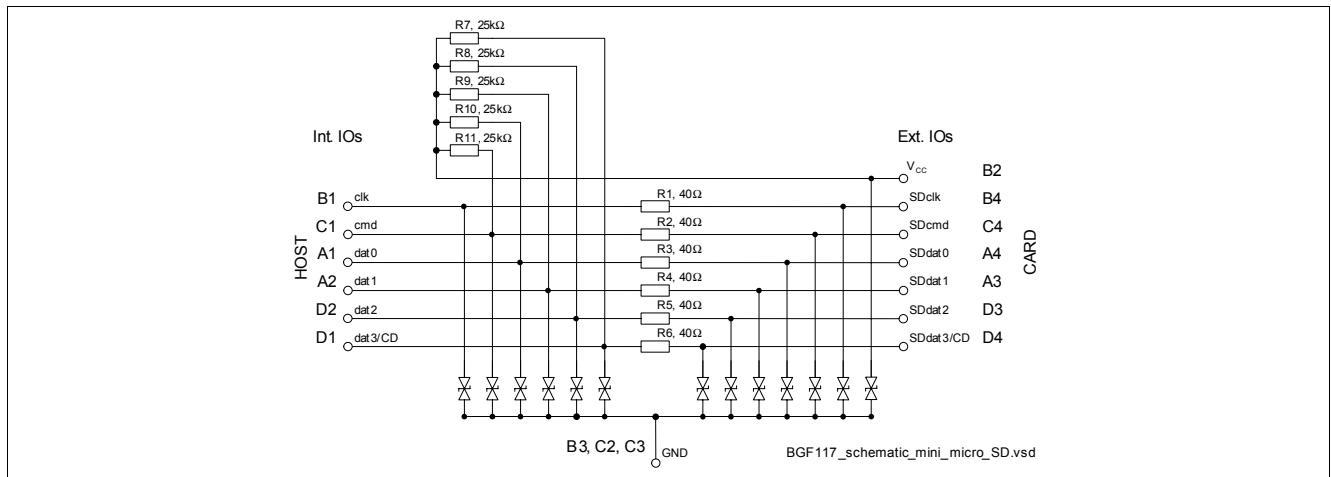 R7, 25kΩ
R8, 25kΩ
R9, 25kΩ
R10, 25kΩ
R11, 25kΩ
Int. IOs
Ext. IOs
VCC B2
B1 clk R1, 40Ω SDclk B4
C1 cmd R2, 40Ω SDcmd C4
A1 dat0 R3, 40Ω SDdat0 A4
A2 dat1 R4, 40Ω SDdat1 A3
D2 dat2 R5, 40Ω SDdat2 D3
D1 dat3/CD R6, 40Ω SDdat3/CD D4
HOST
CARD
B3, C2, C3 GND
BGF117_schematic_mini_micro_SD.vsd